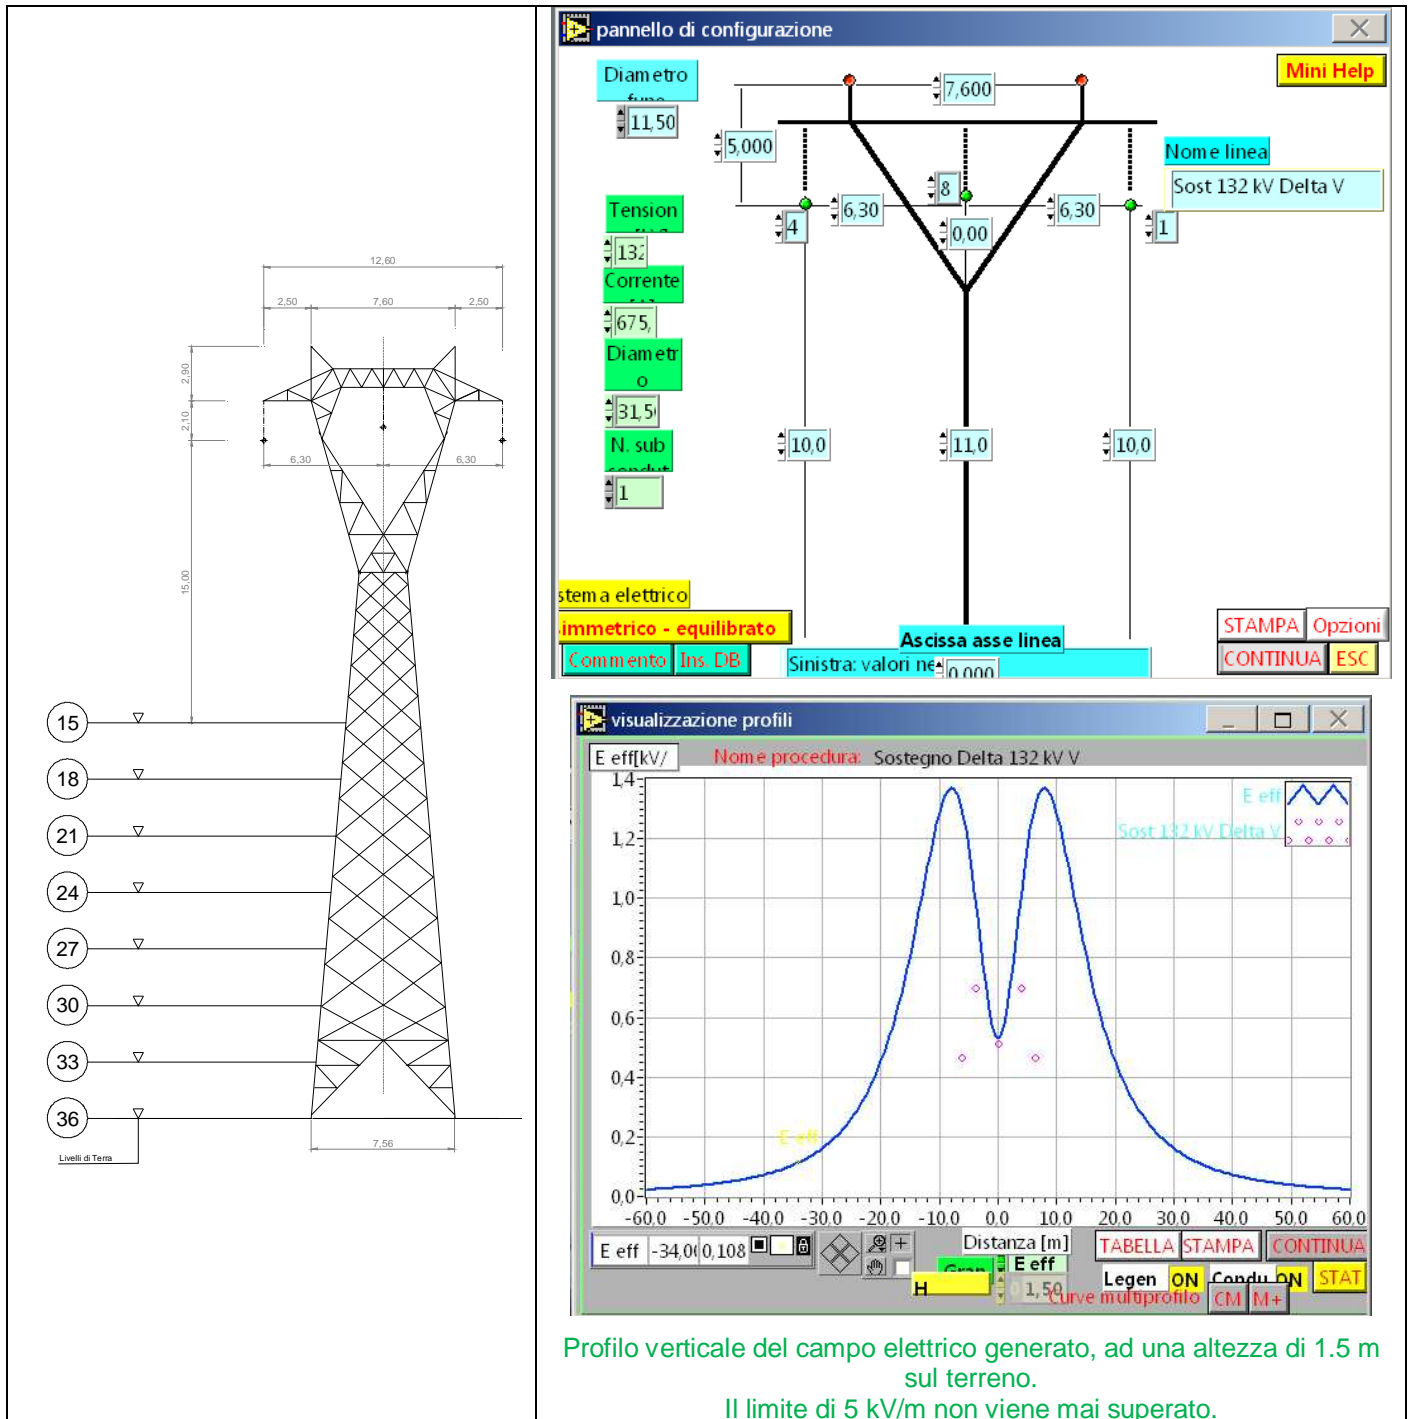 12,60
2,50 7,60 2,50
2,90
2,10
6,30 6,30
15,00
15
18
21
24
27
30
33
36
7,56
Livelli di Terra
pannello di configurazione
Mini Help
Diametro
11,50
7,600
5,000
Nome linea
Sost 132 kV Delta V
8
Tension
4
6,30
0,00
6,30
1
132
Corrente
675,
Diametr
o
31,5
N. sub
1
10,0
11,0
10,0
stema elettrico
immetrico - equilibrato
Commento
Ins. DB
Ascissa asse linea
Sinistra: valori ne
0,000
STAMPA
Opzioni
CONTINUA
ESC
visualizzazione profili
E eff[kV/
Nome procedura: Sostegno Delta 132 kV V
1,4
1,2
1,0
0,8
0,6
0,4
0,2
0,0
E eff
Sost 132 kV Delta V
E eff
-60,0 -50,0 -40,0 -30,0 -20,0 -10,0 0,0 10,0 20,0 30,0 40,0 50,0 60,0
E eff -34,0 0,108
Distanza [m]
TABELLA
STAMPA
CONTINUA
E eff
H
1,50
Legen ON
Condu ON
STAT
Curve multiprofilo
CM
M+
Profilo verticale del campo elettrico generato, ad una altezza di 1.5 m
sul terreno.
Il limite di 5 kV/m non viene mai superato.